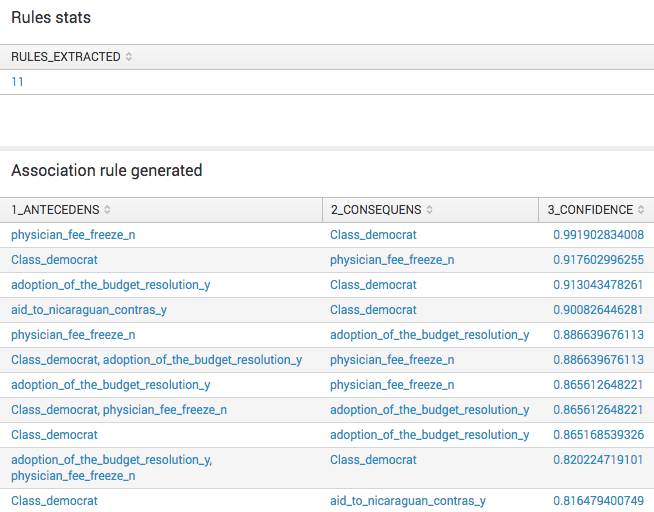 Rules stats
RULES_EXTRACTED
11
Association rule generated
1_ANTECEDENS 2_CONSEQUENS 3_CONFIDENCE
physician_fee_freeze_n Class_democrat 0.991902834008
Class_democrat physician_fee_freeze_n 0.917602996255
adoption_of_the_budget_resolution_y Class_democrat 0.913043478261
aid_to_nicaraguan_contras_y Class_democrat 0.900826446281
physician_fee_freeze_n adoption_of_the_budget_resolution_y 0.886639676113
Class_democrat, adoption_of_the_budget_resolution_y physician_fee_freeze_n 0.886639676113
adoption_of_the_budget_resolution_y physician_fee_freeze_n 0.865612648221
Class_democrat, physician_fee_freeze_n adoption_of_the_budget_resolution_y 0.865612648221
Class_democrat adoption_of_the_budget_resolution_y 0.865168539326
adoption_of_the_budget_resolution_y, Class_democrat 0.820224719101
physician_fee_freeze_n
Class_democrat aid_to_nicaraguan_contras_y 0.816479400749